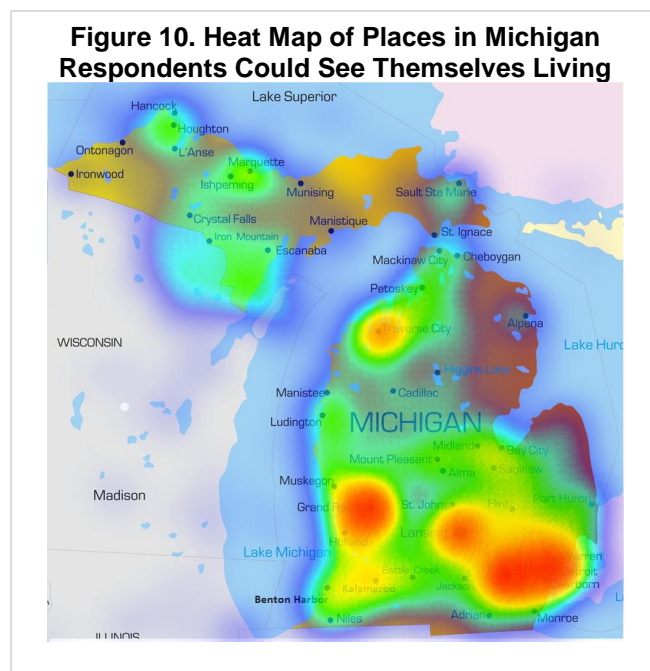 Figure 10. Heat Map of Places in Michigan
Respondents Could See Themselves Living
Lake Superior
Hancock
Houghton
Ontonagon
L'Anse
Ironwood
Marquette
Ishpeming
Munising
Sault Ste Marie
Crystal Falls
Manistique
Iron Mountain
St. Ignace
Escanaba
Mackinaw City
Cheboygan
Petoskey
Traverse City
Alpena
WISCONSIN
Lake Huro
Higgins Lake
Manistee
Cadillac
Ludington
MICHIGAN
Midland
Bay City
Mount Pleasant
Alma
Saginaw
Muskegon
Madison
Grand
St. Johns
Flint
Port Huron
Lansing
Holland
Lake Michigan
Warren
Battle Creek
Detroit
Kalamazoo
Jackson
Dearborn
Benton Harbor
Adrian
Monroe
Niles
ILLINOIS